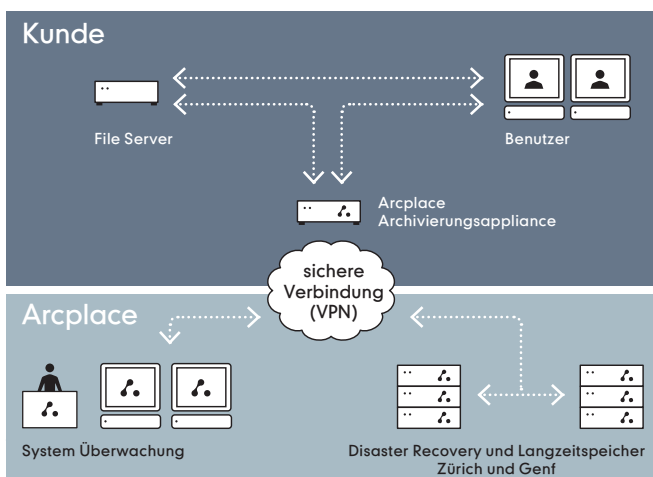 Kunde
File Server
Benutzer
Arcplace
Archivierungsappliance
sichere
Verbindung
(VPN)
Arcplace
System Überwachung
Disaster Recovery und Langzeitspeicher
Zürich und Genf